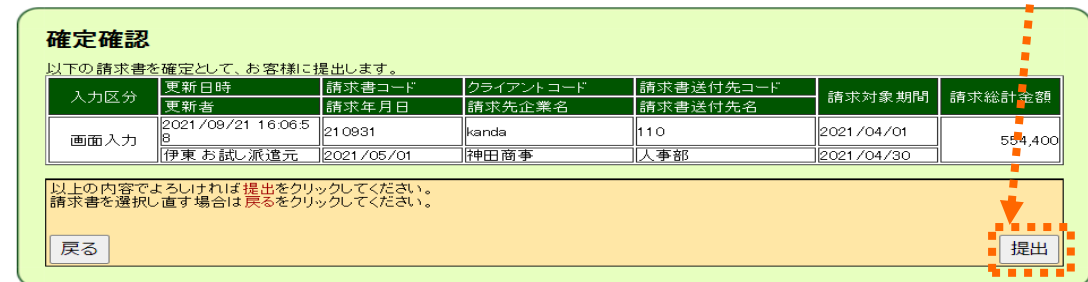 確定確認
以下の請求書を確定として、お客様に提出します。
入力区分 更新日時 請求書コード クライアントコード 請求書送付先コード 請求対象期間 請求総計金額
更新者 請求年月日 請求先企業名 請求書送付先名
画面入力 2021/09/21 16:06:5
8 210931 kanda 110 2021/04/01 554,400
伊東 お試し派遣元 2021/05/01 神田商事 人事部 2021/04/30
以上の内容でよろしければ提出をクリックしてください。
請求書を選択し直す場合は戻るをクリックしてください。
戻る 提出